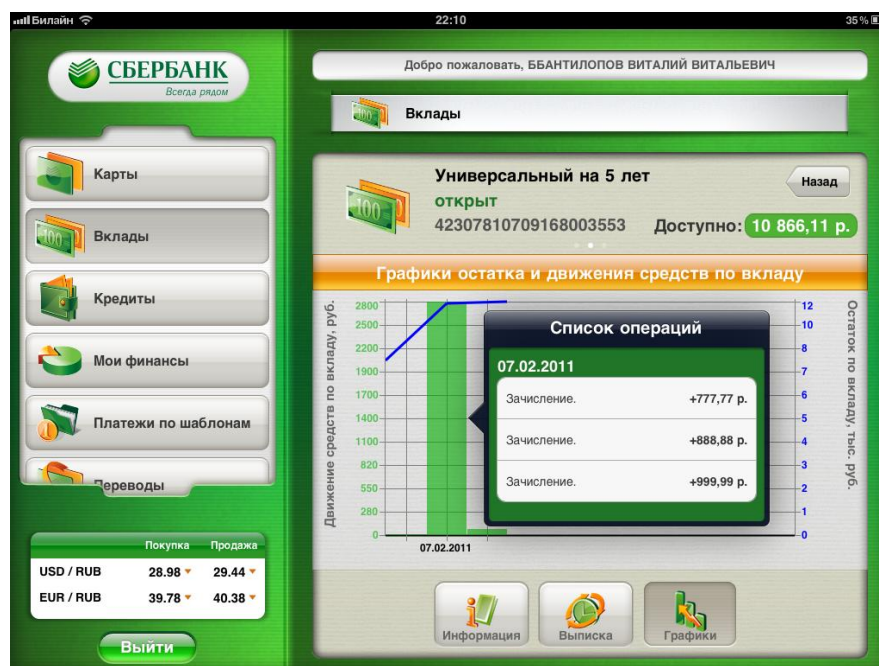 Билайн
22:10
35%
СБЕРБАНК
Всегда рядом
Добро пожаловать, ББАНТИЛОПОВ ВИТАЛИЙ ВИТАЛЬЕВИЧ
Вклады
Карты
Вклады
Кредиты
Мои финансы
Платежи по шаблонам
Переводы
Покупка Продажа
USD / RUB 28.98 29.44
EUR / RUB 39.78 40.38
Выйти
100
Универсальный на 5 лет
открыт
42307810709168003553
Доступно: 10 866,11 р.
Назад
Графики остатка и движения средств по вкладу
Движение средств по вкладу, руб.
2800
2500
2200
1900
1700
1400
1100
820
550
280
0
07.02.2011
Список операций
07.02.2011
Зачисление. +777,77 р.
Зачисление. +888,88 р.
Зачисление. +999,99 р.
12
10
8
7
6
5
4
3
2
1
0
Остаток по вкладу, тыс. руб.
Информация
Выписка
Графики